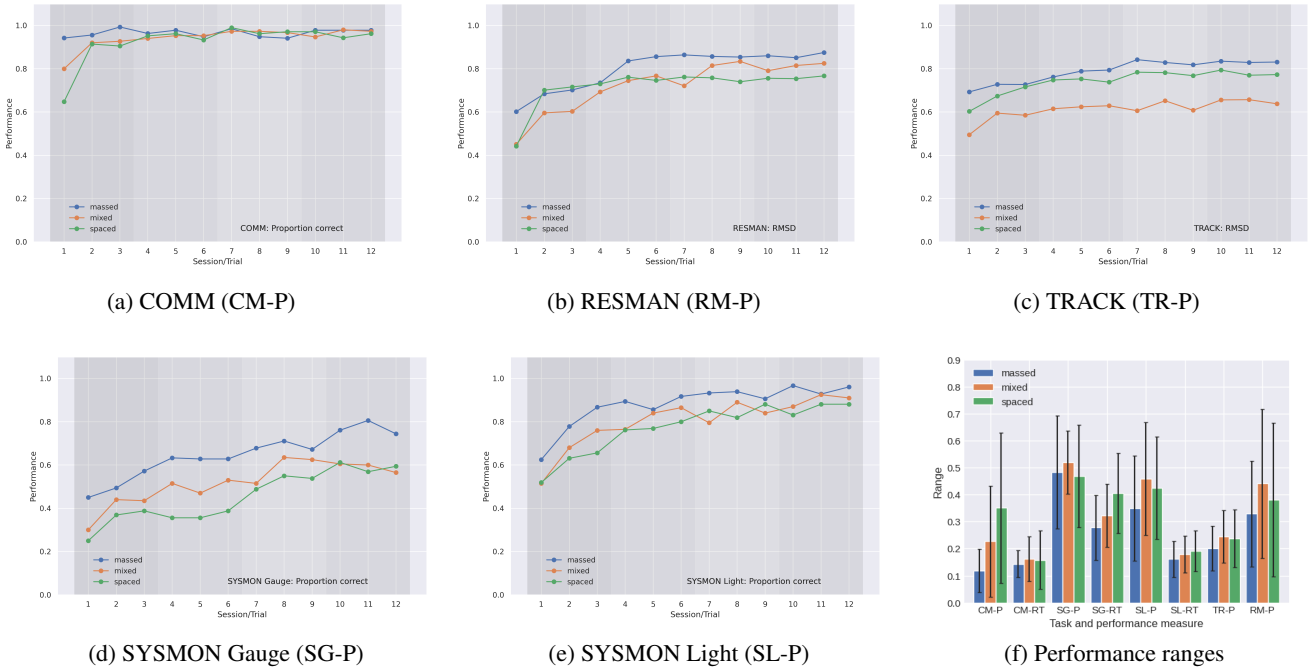 1.0
0.8
0.6
0.4
0.2
0.0
Performance
massed
mixed
spaced
COMM: Proportion correct
1 2 3 4 5 6 7 8 9 10 11 12
Session/Trial
(a) COMM (CM-P)
1.0
0.8
0.6
0.4
0.2
0.0
Performance
massed
mixed
spaced
RESMAN: RMSD
1 2 3 4 5 6 7 8 9 10 11 12
Session/Trial
(b) RESMAN (RM-P)
1.0
0.8
0.6
0.4
0.2
0.0
Performance
massed
mixed
spaced
TRACK: RMSD
1 2 3 4 5 6 7 8 9 10 11 12
Session/Trial
(c) TRACK (TR-P)
1.0
0.8
0.6
0.4
0.2
0.0
Performance
massed
mixed
spaced
SYSMON Gauge: Proportion correct
1 2 3 4 5 6 7 8 9 10 11 12
Session/Trial
(d) SYSMON Gauge (SG-P)
1.0
0.8
0.6
0.4
0.2
0.0
Performance
massed
mixed
spaced
SYSMON Light: Proportion correct
1 2 3 4 5 6 7 8 9 10 11 12
Session/Trial
(e) SYSMON Light (SL-P)
0.9
0.8
0.7
0.6
0.5
0.4
0.3
0.2
0.1
0.0
Range
massed
mixed
spaced
CM-P CM-RT SG-P SG-RT SL-P SL-RT TR-P RM-P
Task and performance measure
(f) Performance ranges